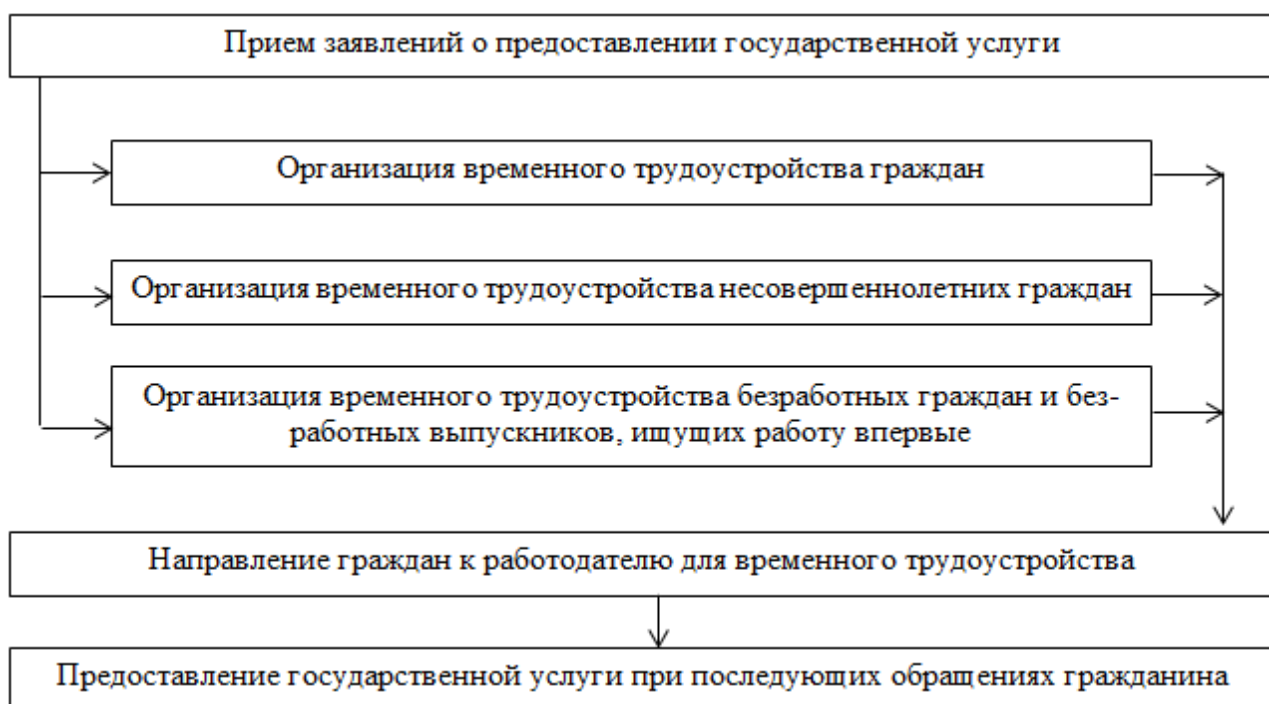 Прием заявлений о предоставлении государственной услуги
Организация временного трудоустройства граждан
Организация временного трудоустройства несовершеннолетних граждан
Организация временного трудоустройства безработных граждан и без-
работных выпускников, ищущих работу впервые
Направление граждан к работодателю для временного трудоустройства
Предоставление государственной услуги при последующих обращениях гражданина